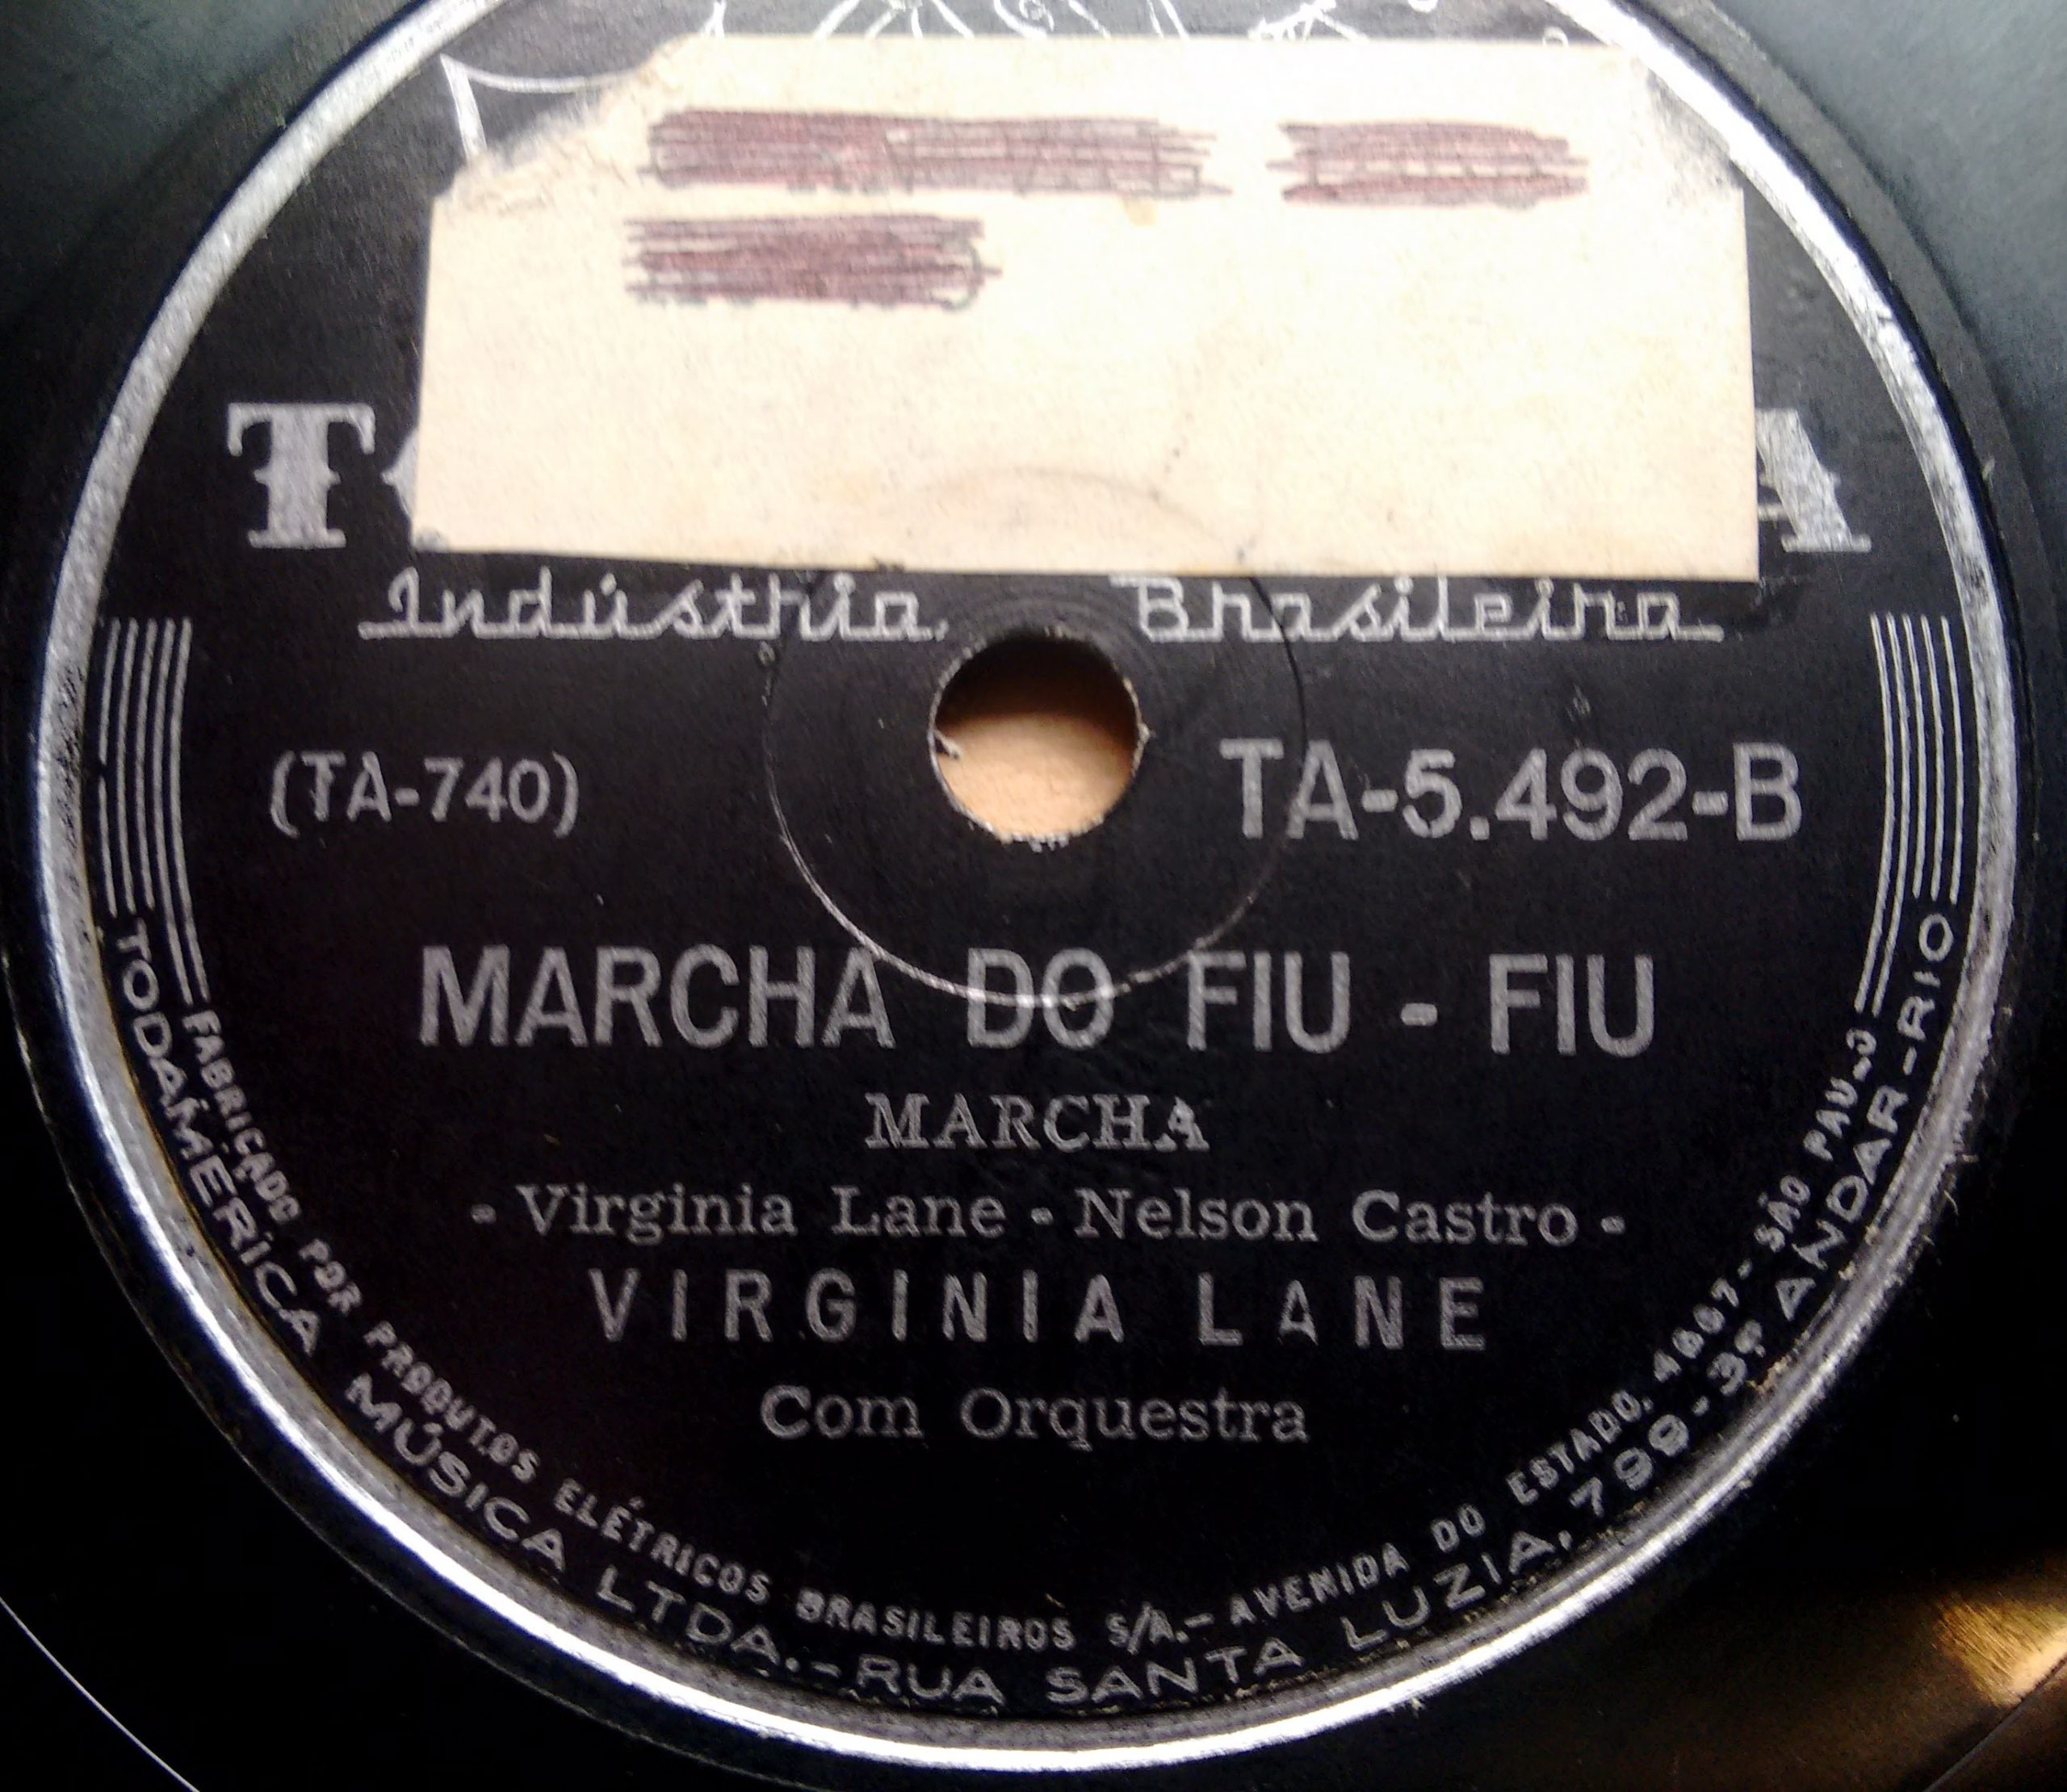 Indústria Brasileira
(TA-740)
TA-5.492-B
MARCHA DO FIU - FIU
MARCHA
- Virginia Lane - Nelson Castro -
VIRGINIA LANE
Com Orquestra
FABRICADO POR PRODUTOS ELÉTRICOS BRASILEIROS S/A. - AVENIDA DO ESTADO, 4667 - SÃO PAULO
TODAMÉRICA MÚSICA LTDA. - RUA SANTA LUZIA, 799 - 3º ANDAR - RIO